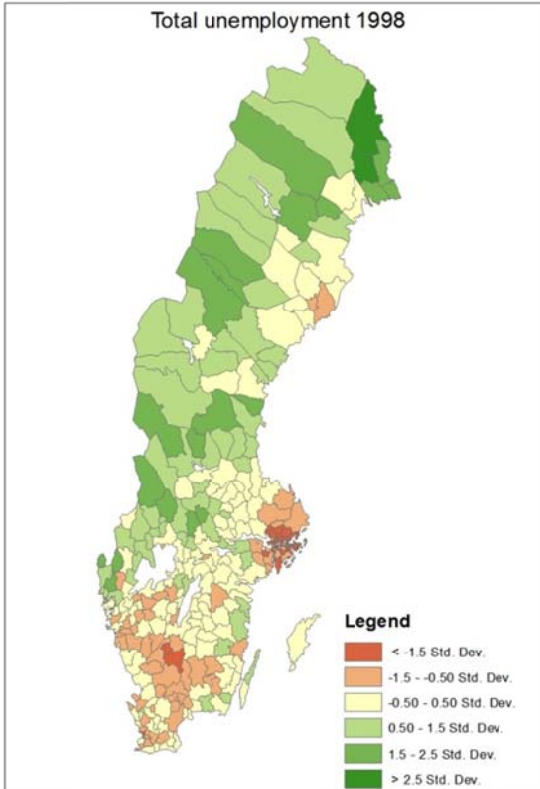 Total unemployment 1998
Legend
< -1.5 Std. Dev.
-1.5 - -0.50 Std. Dev.
-0.50 - 0.50 Std. Dev.
0.50 - 1.5 Std. Dev.
1.5 - 2.5 Std. Dev.
> 2.5 Std. Dev.